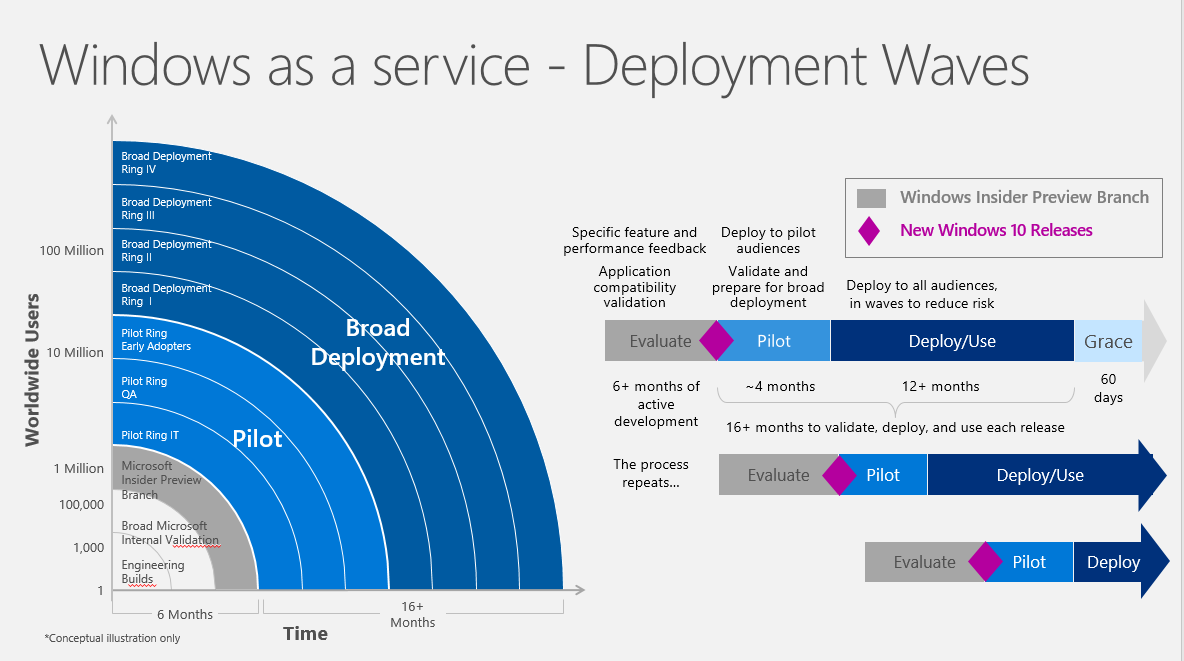 Windows as a service - Deployment Waves
Worldwide Users
100 Million
10 Million
1 Million
100,000
1,000
1
Broad Deployment
Ring IV
Broad Deployment
Ring III
Broad Deployment
Ring II
Broad Deployment
Ring I
Pilot Ring
Early Adopters
Pilot Ring
QA
Pilot Ring IT
Microsoft
Insider Preview
Branch
Broad Microsoft
Internal Validation
Engineering
Builds
Broad
Deployment
Pilot
6 Months
16+
Months
Time
*Conceptual illustration only
Windows Insider Preview Branch
New Windows 10 Releases
Specific feature and
performance feedback
Application
compatibility
validation
Deploy to pilot
audiences
Validate and
prepare for broad
deployment
Deploy to all audiences,
in waves to reduce risk
Evaluate
Pilot
Deploy/Use
Grace
6+ months of
active
development
~4 months
12+ months
60
days
16+ months to validate, deploy, and use each release
The process
repeats...
Evaluate
Pilot
Deploy/Use
Evaluate
Pilot
Deploy